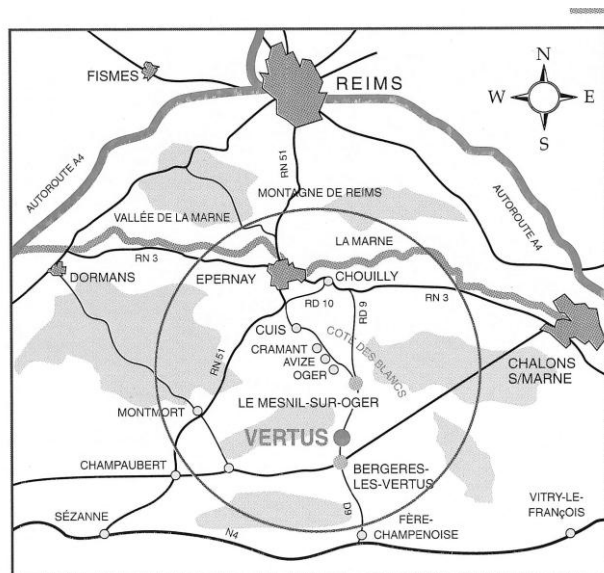 N
W E
S
FISMES
REIMS
AUTOROUTE A4
RN 51
MONTAGNE DE REIMS
VALLÉE DE LA MARNE
AUTOROUTE A4
LA MARNE
RN 3
DORMANS
EPERNAY
CHOUILLY
RD 10
RD 9
RN 3
CUIS
CRAMANT
AVIZE
OGER
COTE DES BLANCS
RN 51
CHALONS
S/MARNE
LE MESNIL-SUR-OGER
MONTMORT
VERTUS
CHAMPAUBERT
BERGERES-
LES-VERTUS
D9
SÉZANNE
N4
FÈRE-
CHAMPENOISE
VITRY-LE-
FRANÇOIS